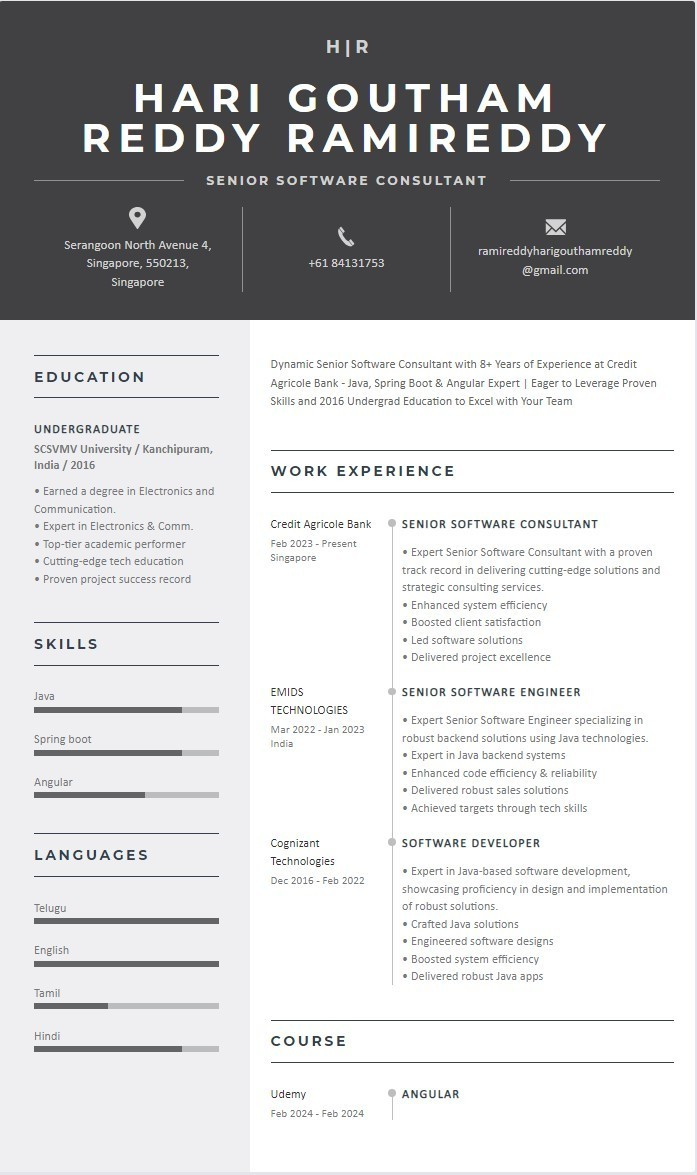 H|R
HARI GOUTHAM
REDDY RAMIREDDY
SENIOR SOFTWARE CONSULTANT
Serangoon North Avenue 4,
Singapore, 550213,
Singapore
+61 84131753
ramireddyharigouthamreddy
@gmail.com
EDUCATION
UNDERGRADUATE
SCSVMV University / Kanchipuram,
India / 2016
• Earned a degree in Electronics and
Communication.
• Expert in Electronics & Comm.
• Top-tier academic performer
• Cutting-edge tech education
• Proven project success record
SKILLS
Java
Spring boot
Angular
LANGUAGES
Telugu
English
Tamil
Hindi
Dynamic Senior Software Consultant with 8+ Years of Experience at Credit
Agricole Bank - Java, Spring Boot & Angular Expert | Eager to Leverage Proven
Skills and 2016 Undergrad Education to Excel with Your Team
WORK EXPERIENCE
Credit Agricole Bank
Feb 2023 - Present
Singapore
SENIOR SOFTWARE CONSULTANT
• Expert Senior Software Consultant with a proven
track record in delivering cutting-edge solutions and
strategic consulting services.
• Enhanced system efficiency
• Boosted client satisfaction
• Led software solutions
• Delivered project excellence
EMIDS
TECHNOLOGIES
Mar 2022 - Jan 2023
India
SENIOR SOFTWARE ENGINEER
• Expert Senior Software Engineer specializing in
robust backend solutions using Java technologies.
• Expert in Java backend systems
• Enhanced code efficiency & reliability
• Delivered robust sales solutions
• Achieved targets through tech skills
Cognizant
Technologies
Dec 2016 - Feb 2022
SOFTWARE DEVELOPER
• Expert in Java-based software development,
showcasing proficiency in design and implementation
of robust solutions.
• Crafted Java solutions
• Engineered software designs
• Boosted system efficiency
• Delivered robust Java apps
COURSE
Udemy
Feb 2024 - Feb 2024
ANGULAR